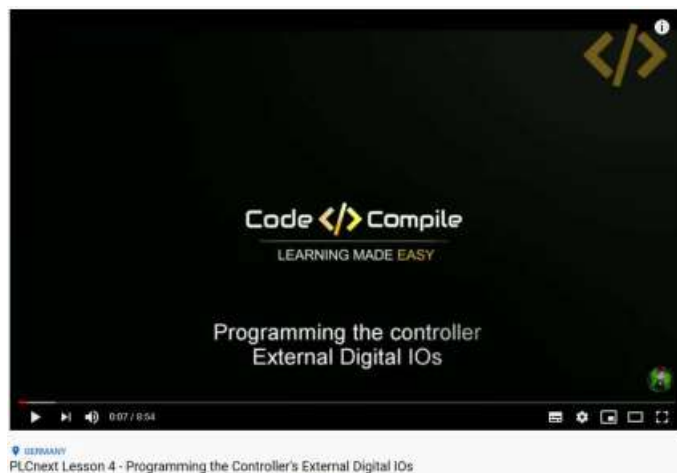 Code </> Compile
LEARNING MADE EASY
Programming the controller
External Digital IOs
0:07 / 8:54
GERMANY
PLCnext Lesson 4 - Programming the Controller's External Digital IOs